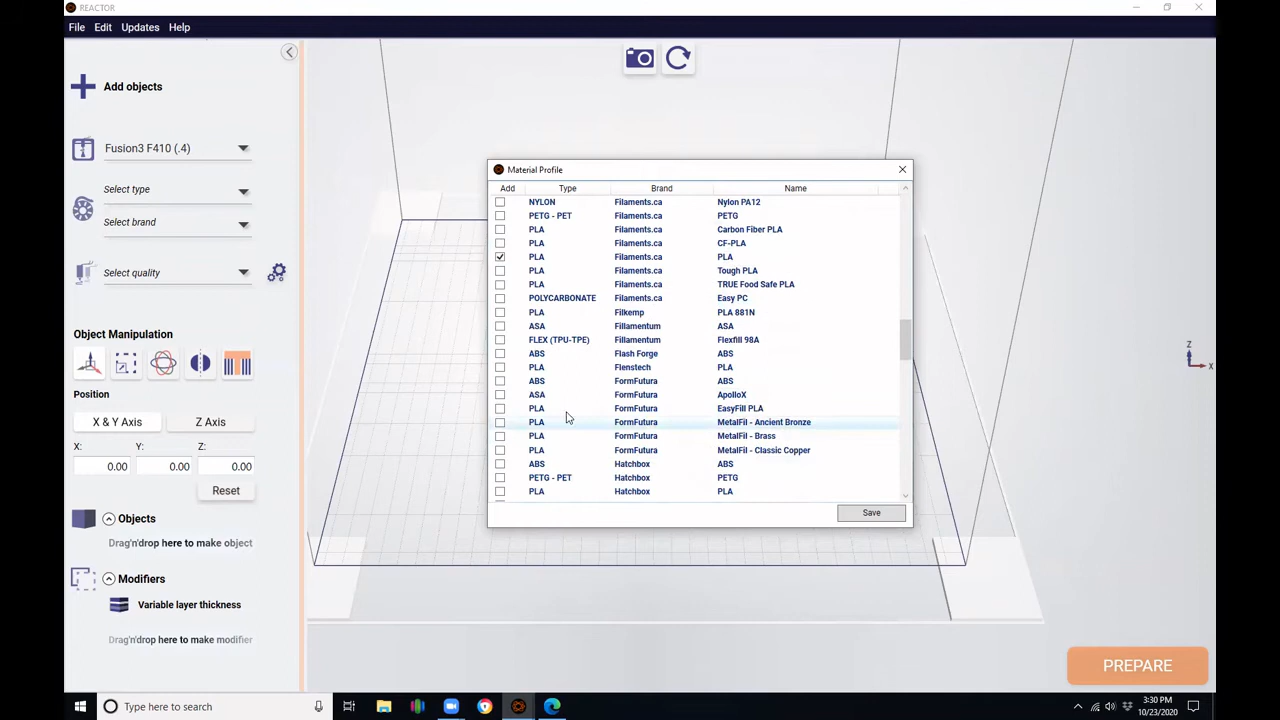 REACTOR
File Edit Updates Help
Add objects
Fusion3 F410 (.4)
Select type
Select brand
Select quality
Object Manipulation
Position
X & Y Axis Z Axis
X: Y: Z:
0.00 0.00 0.00
Reset
Objects
Drag'n'drop here to make object
Modifiers
Variable layer thickness
Drag'n'drop here to make modifier
Material Profile
Add Type Brand Name
NYLON Filaments.ca Nylon PA12
PETG - PET Filaments.ca PETG
PLA Filaments.ca Carbon Fiber PLA
PLA Filaments.ca CF-PLA
PLA Filaments.ca PLA
PLA Filaments.ca Tough PLA
PLA Filaments.ca TRUE Food Safe PLA
POLYCARBONATE Filaments.ca Easy PC
PLA Filkemp PLA 881N
ASA Fillamentum ASA
FLEX (TPU-TPE) Fillamentum Flexfill 98A
ABS Flash Forge ABS
PLA Flenstech PLA
ABS FormFutura ABS
ASA FormFutura ApolloX
PLA FormFutura EasyFill PLA
PLA FormFutura MetalFil - Ancient Bronze
PLA FormFutura MetalFil - Brass
PLA FormFutura MetalFil - Classic Copper
ABS Hatchbox ABS
PETG - PET Hatchbox PETG
PLA Hatchbox PLA
Save
Z
X
PREPARE
Type here to search
3:30 PM
10/23/2020